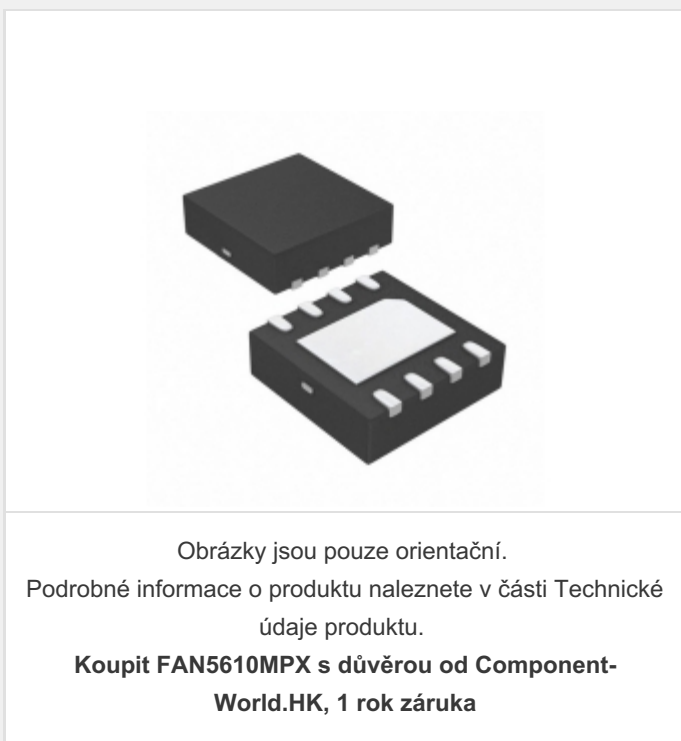 Obrázky jsou pouze orientační.
Podrobné informace o produktu naleznete v části Technické
údaje produktu.
Koupit FAN5610MPX s důvěrou od Component-
World.HK, 1 rok záruka